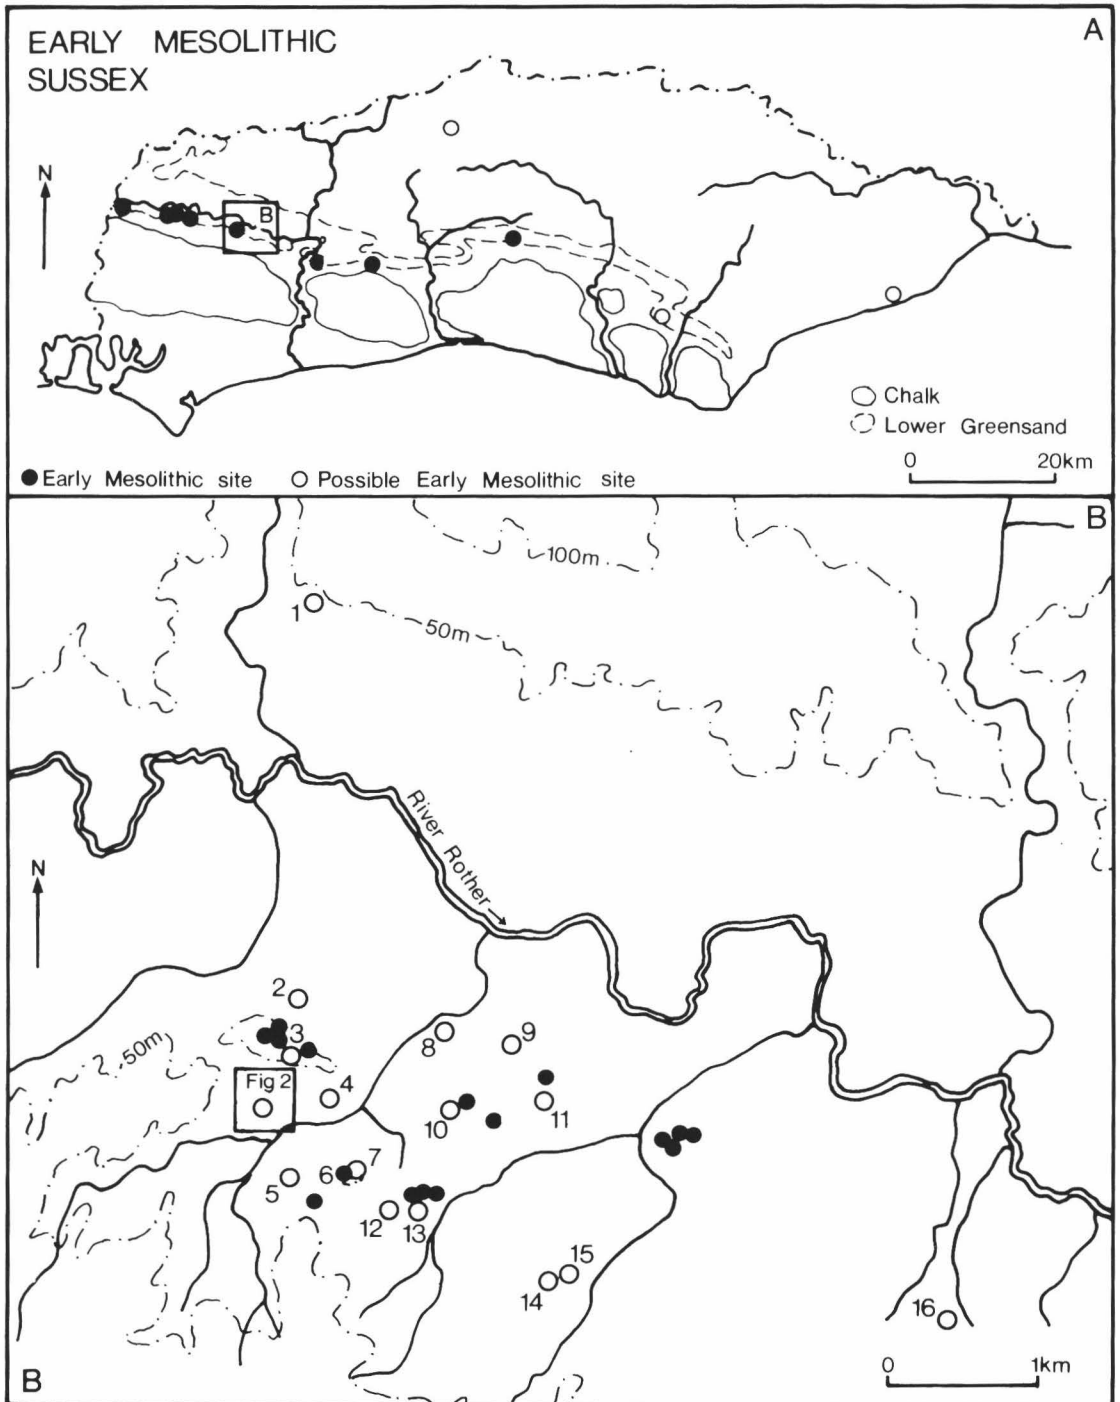 EARLY MESOLITHIC
SUSSEX
A
N
B
Chalk
Lower Greensand
0 20km
Early Mesolithic site Possible Early Mesolithic site
B
100m
1
50m
River Rother
N
2
3
50m
Fig 2
4
8
9
10
11
5
6
7
12
13
15
14
16
0 1km
B